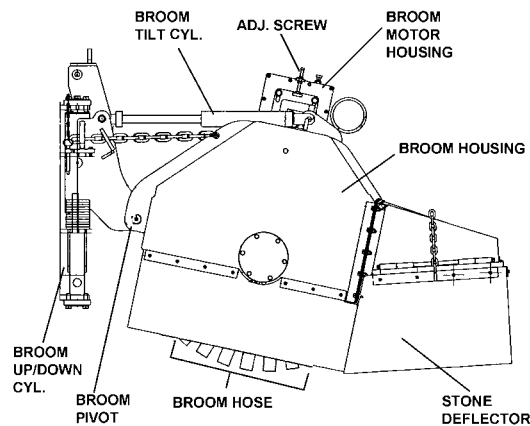 BROOM
TILT CYL.
ADJ. SCREW
BROOM
MOTOR
HOUSING
BROOM HOUSING
BROOM
UP/DOWN
CYL.
BROOM
PIVOT
BROOM HOSE
STONE
DEFLECTOR